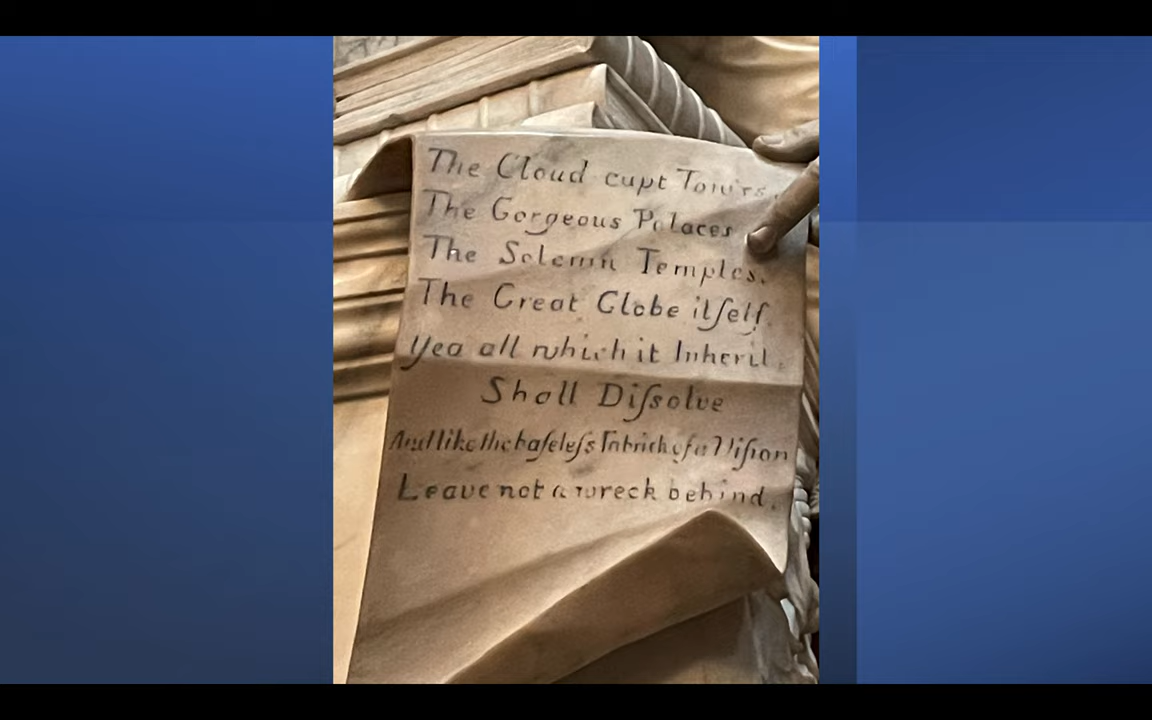 The Cloud cupt Tow'rs,
The Gorgeous Palaces
The Solemn Temples,
The Great Globe itſelf,
Yea all which it Inherit,
Shall Diſsolve
And like the baſeleſs Fabrick of a Viſion
Leave not a wreck behind.